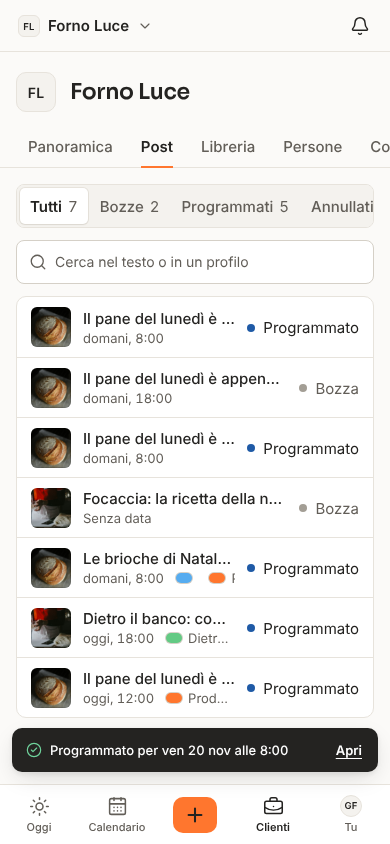 FL Forno Luce
FL Forno Luce
Panoramica Post Libreria Persone Co
Tutti 7 Bozze 2 Programmati 5 Annullati
Cerca nel testo o in un profilo
Il pane del lunedì è ... Programmato
domani, 8:00
Il pane del lunedì è appen... Bozza
domani, 18:00
Il pane del lunedì è ... Programmato
domani, 8:00
Focaccia: la ricetta della n... Bozza
Senza data
Le brioche di Natal... Programmato
domani, 8:00
Dietro il banco: co... Programmato
oggi, 18:00 Dietr...
Il pane del lunedì è ... Programmato
oggi, 12:00 Prod...
Programmato per ven 20 nov alle 8:00 Apri
Oggi Calendario Clienti GF Tu